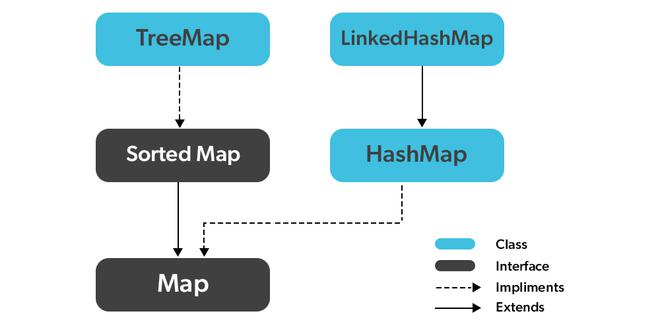 TreeMap
LinkedHashMap
Sorted Map
HashMap
Map
Class
Interface
Impliments
Extends